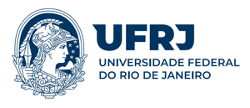 UFRJ
UNIVERSIDADE FEDERAL
DO RIO DE JANEIRO